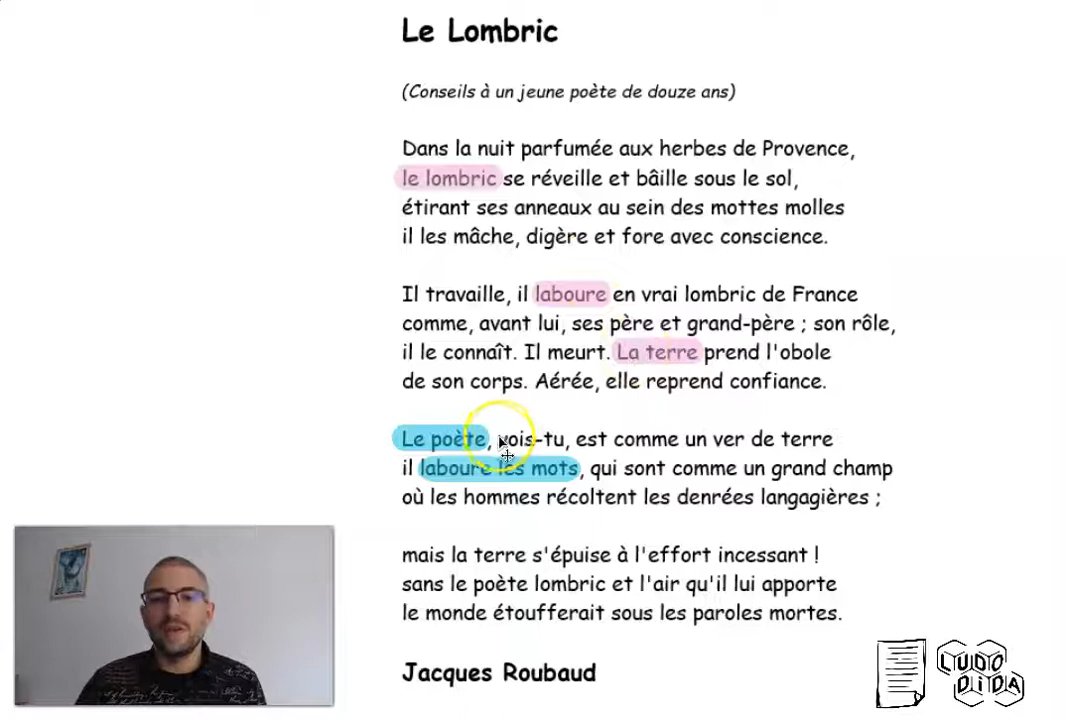 Le Lombric
(Conseils à un jeune poète de douze ans)
Dans la nuit parfumée aux herbes de Provence,
le lombric se réveille et bâille sous le sol,
étirant ses anneaux au sein des mottes molles
il les mâche, digère et fore avec conscience.
Il travaille, il laboure en vrai lombric de France
comme, avant lui, ses père et grand-père ; son rôle,
il le connaît. Il meurt. La terre prend l'obole
de son corps. Aérée, elle reprend confiance.
Le poète, vois-tu, est comme un ver de terre
il laboure les mots, qui sont comme un grand champ
où les hommes récoltent les denrées langagières ;
mais la terre s'épuise à l'effort incessant !
sans le poète lombric et l'air qu'il lui apporte
le monde étoufferait sous les paroles mortes.
Jacques Roubaud
LUDO
DiDA